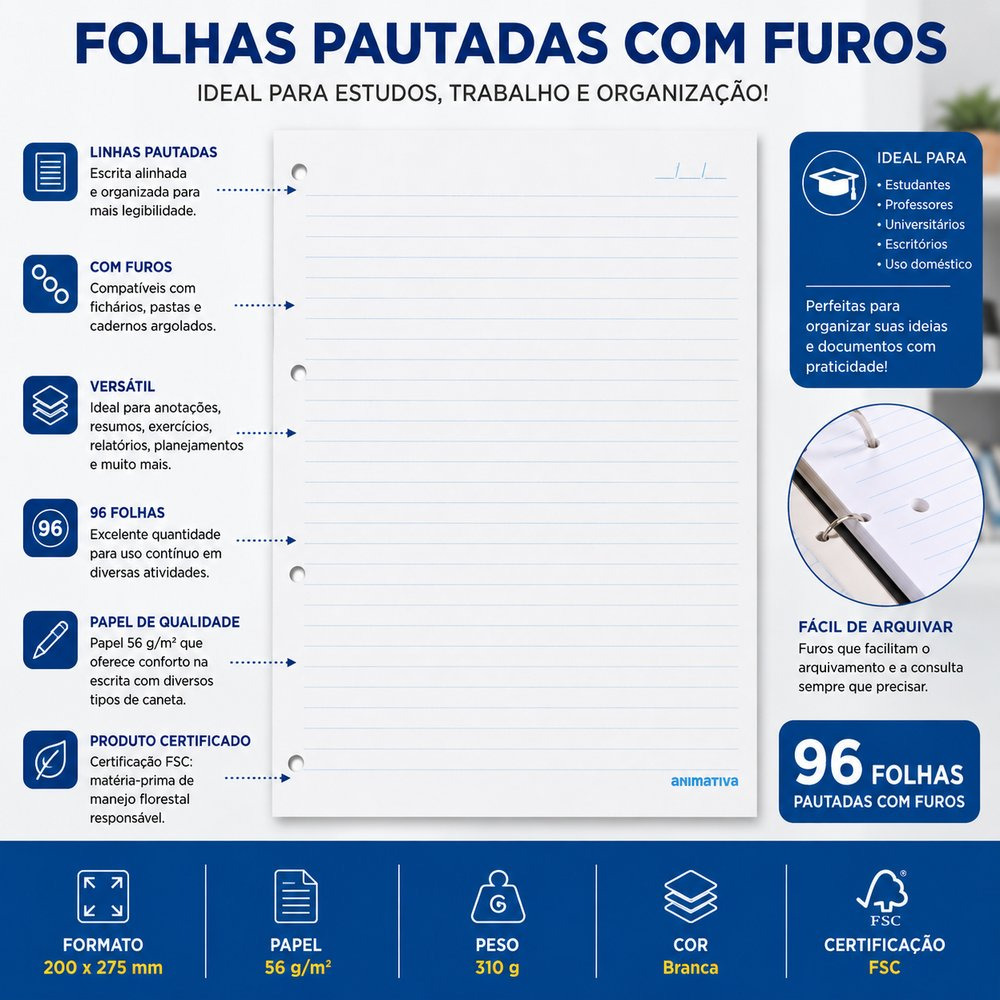 FOLHAS PAUTADAS COM FUROS
IDEAL PARA ESTUDOS, TRABALHO E ORGANIZAÇÃO!
LINHAS PAUTADAS
Escrita alinhada
e organizada para
mais legibilidade.
COM FUROS
Compatíveis com
fichários, pastas e
cadernos argolados.
VERSÁTIL
Ideal para anotações,
resumos, exercícios,
relatórios, planejamentos
e muito mais.
96
96 FOLHAS
Excelente quantidade
para uso contínuo em
diversas atividades.
PAPEL DE QUALIDADE
Papel 56 g/m² que
oferece conforto na
escrita com diversos
tipos de caneta.
PRODUTO CERTIFICADO
Certificação FSC:
matéria-prima de
manejo florestal
responsável.
__/__/__
ANIMATIVA
IDEAL PARA
• Estudantes
• Professores
• Universitários
• Escritórios
• Uso doméstico
Perfeitas para
organizar suas ideias
e documentos com
praticidade!
FÁCIL DE ARQUIVAR
Furos que facilitam o
arquivamento e a consulta
sempre que precisar.
96 FOLHAS
PAUTADAS COM FUROS
FORMATO
200 x 275 mm
PAPEL
56 g/m²
G
PESO
310 g
COR
Branca
®
FSC
CERTIFICAÇÃO
FSC